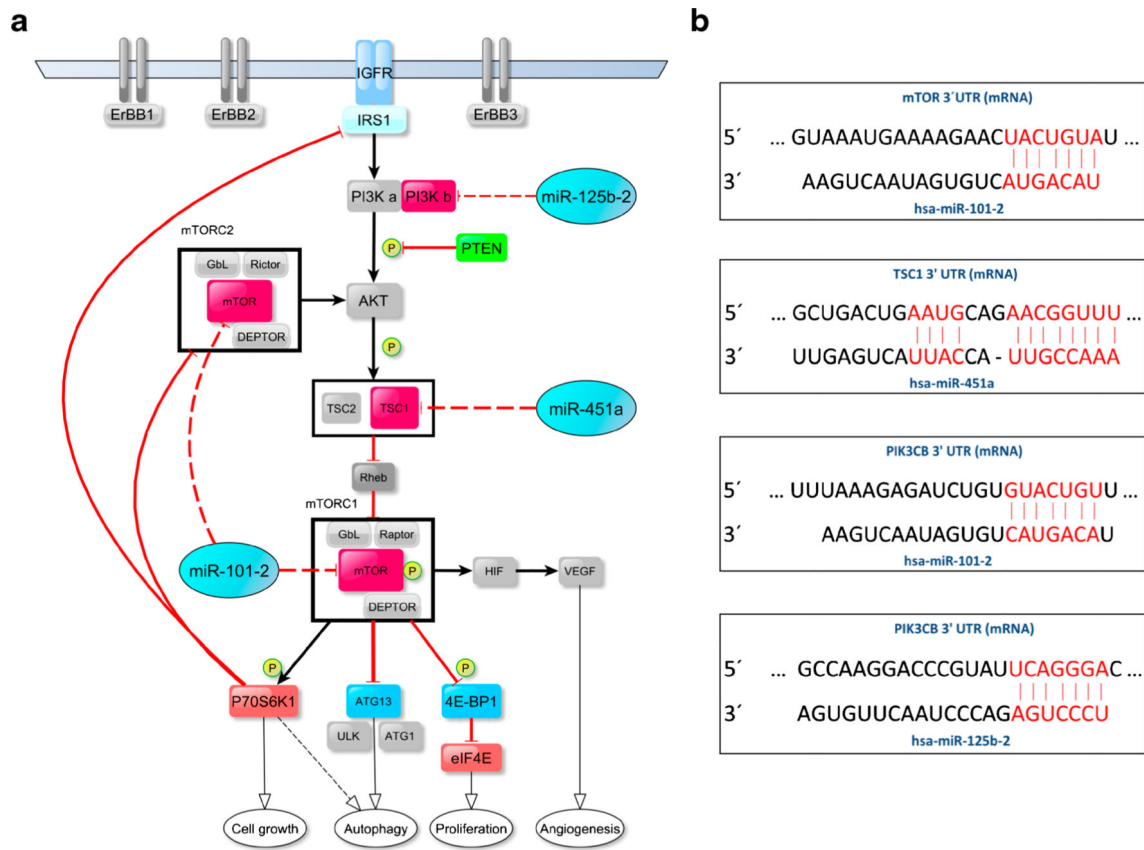 a
IGFR
ErBB1
ErBB2
IRS1
ErBB3
PI3K a
PI3K b
miR-125b-2
mTORC2
P
PTEN
GbL
Rictor
mTOR
AKT
DEPTOR
P
TSC2
TSC1
miR-451a
Rheb
mTORC1
GbL
Raptor
miR-101-2
mTOR
P
HIF
VEGF
DEPTOR
P
P
P70S6K1
ATG13
4E-BP1
ULK
ATG1
eIF4E
Cell growth
Autophagy
Proliferation
Angiogenesis
b
mTOR 3´UTR (mRNA)
5´ ... GUAAAUGAAAAGAACUACUGUAU ...
3´ AAGUCAAUAGUGUCAUGACAU
hsa-miR-101-2
TSC1 3' UTR (mRNA)
5´ ... GCUGACUGAAUGCAGAACGGUUU ...
3´ UUGAGUCAUUACCA - UUGCCAAA
hsa-miR-451a
PIK3CB 3' UTR (mRNA)
5´ ... UUUAAAGAGAUCUGUGUACUGUU ...
3´ AAGUCAAUAGUGUCAUGACAU
hsa-miR-101-2
PIK3CB 3' UTR (mRNA)
5´ ... GCCAAGGACCCGUAUUCAGGGAC ...
3´ AGUGUUCAAUCCCAGAGUCCCU
hsa-miR-125b-2